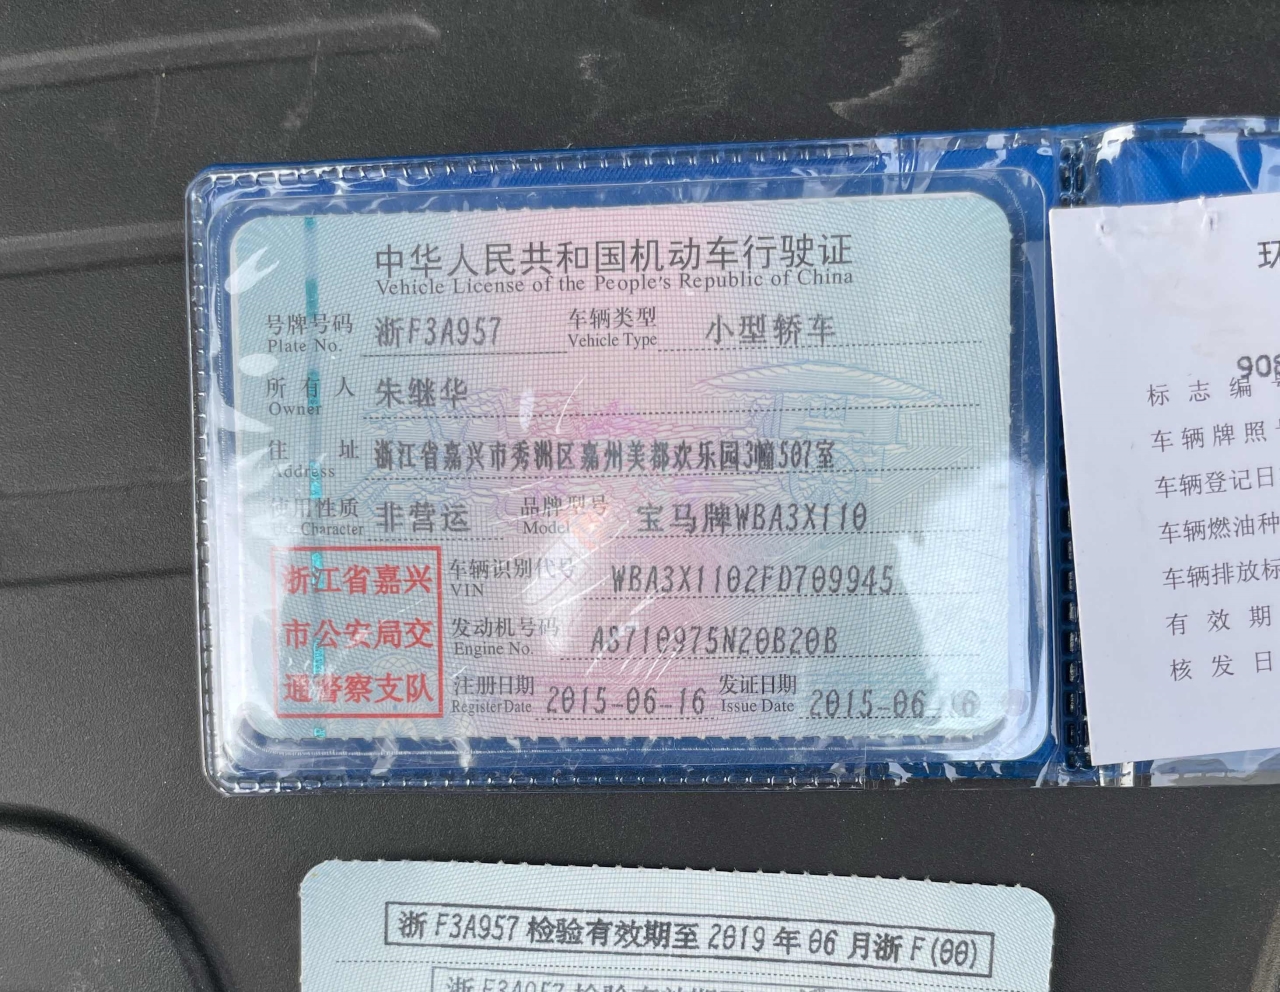 中华人民共和国机动车行驶证
Vehicle License of the People's Republic of China
号牌号码 浙F3A957 车辆类型 小型轿车
Plate No. Vehicle Type
所有人 朱继华
Owner
住址 浙江省嘉兴市秀洲区嘉州美都欢乐园3幢507室
Address
使用性质 非营运 品牌型号 宝马牌WBA3X110
Character Model
浙江省嘉兴
市公安局交
通警察支队
车辆识别代号 WBA3X1102FD709945
VIN
发动机号码 AS710975N20B20B
Engine No.
注册日期 2015-06-16 发证日期 2015-06-16
Register Date Issue Date
908
标志编号
车辆牌照
车辆登记日
车辆燃油种
车辆排放标
有效期
核发日
浙F3A957检验有效期至2019年06月浙F(00)